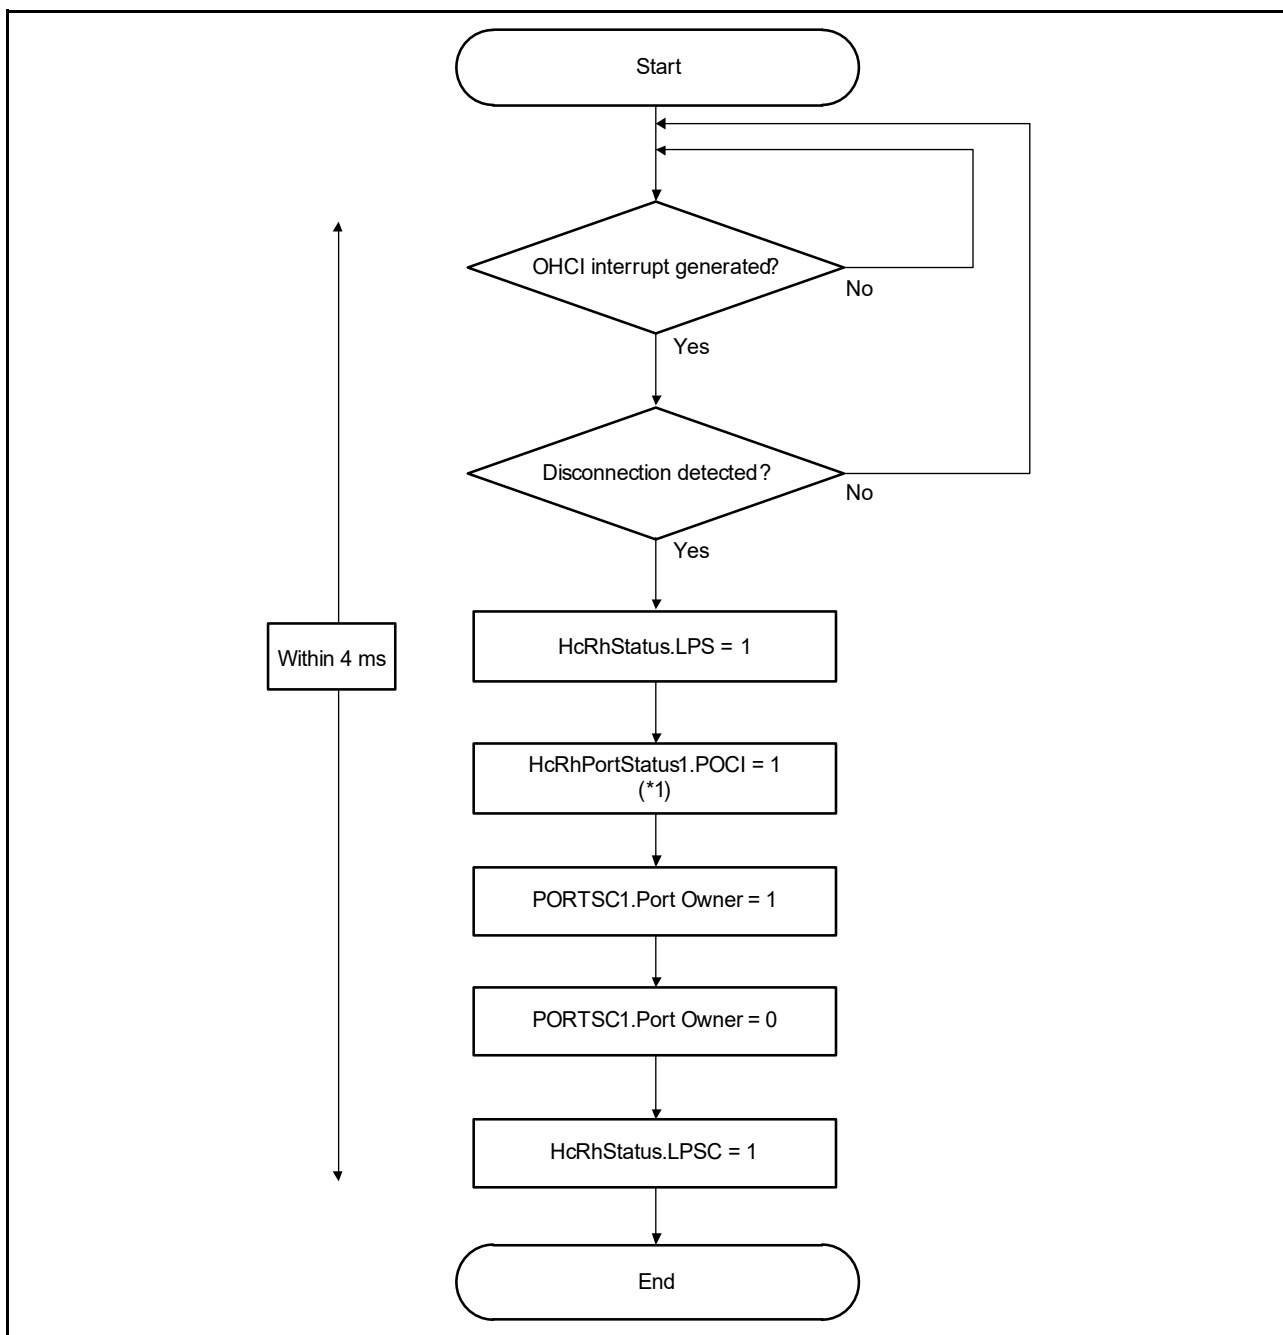 Start
OHCI interrupt generated?
No
Yes
Disconnection detected?
No
Yes
HcRhStatus.LPS = 1
Within 4 ms
HcRhPortStatus1.POCI = 1
(*1)
PORTSC1.Port Owner = 1
PORTSC1.Port Owner = 0
HcRhStatus.LPSC = 1
End